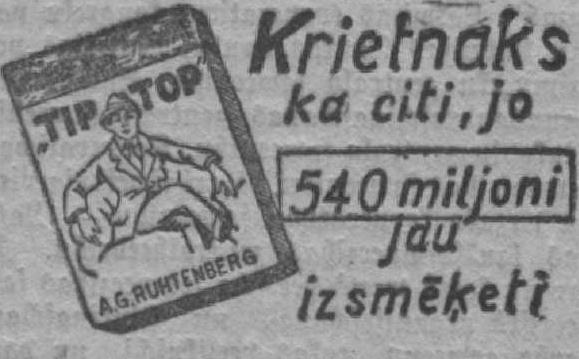 „TIP TOP"
A.G.RUHTENBERG
Krietnaks
ka citi, jo
540 miljoni
jau
izsmēķeti